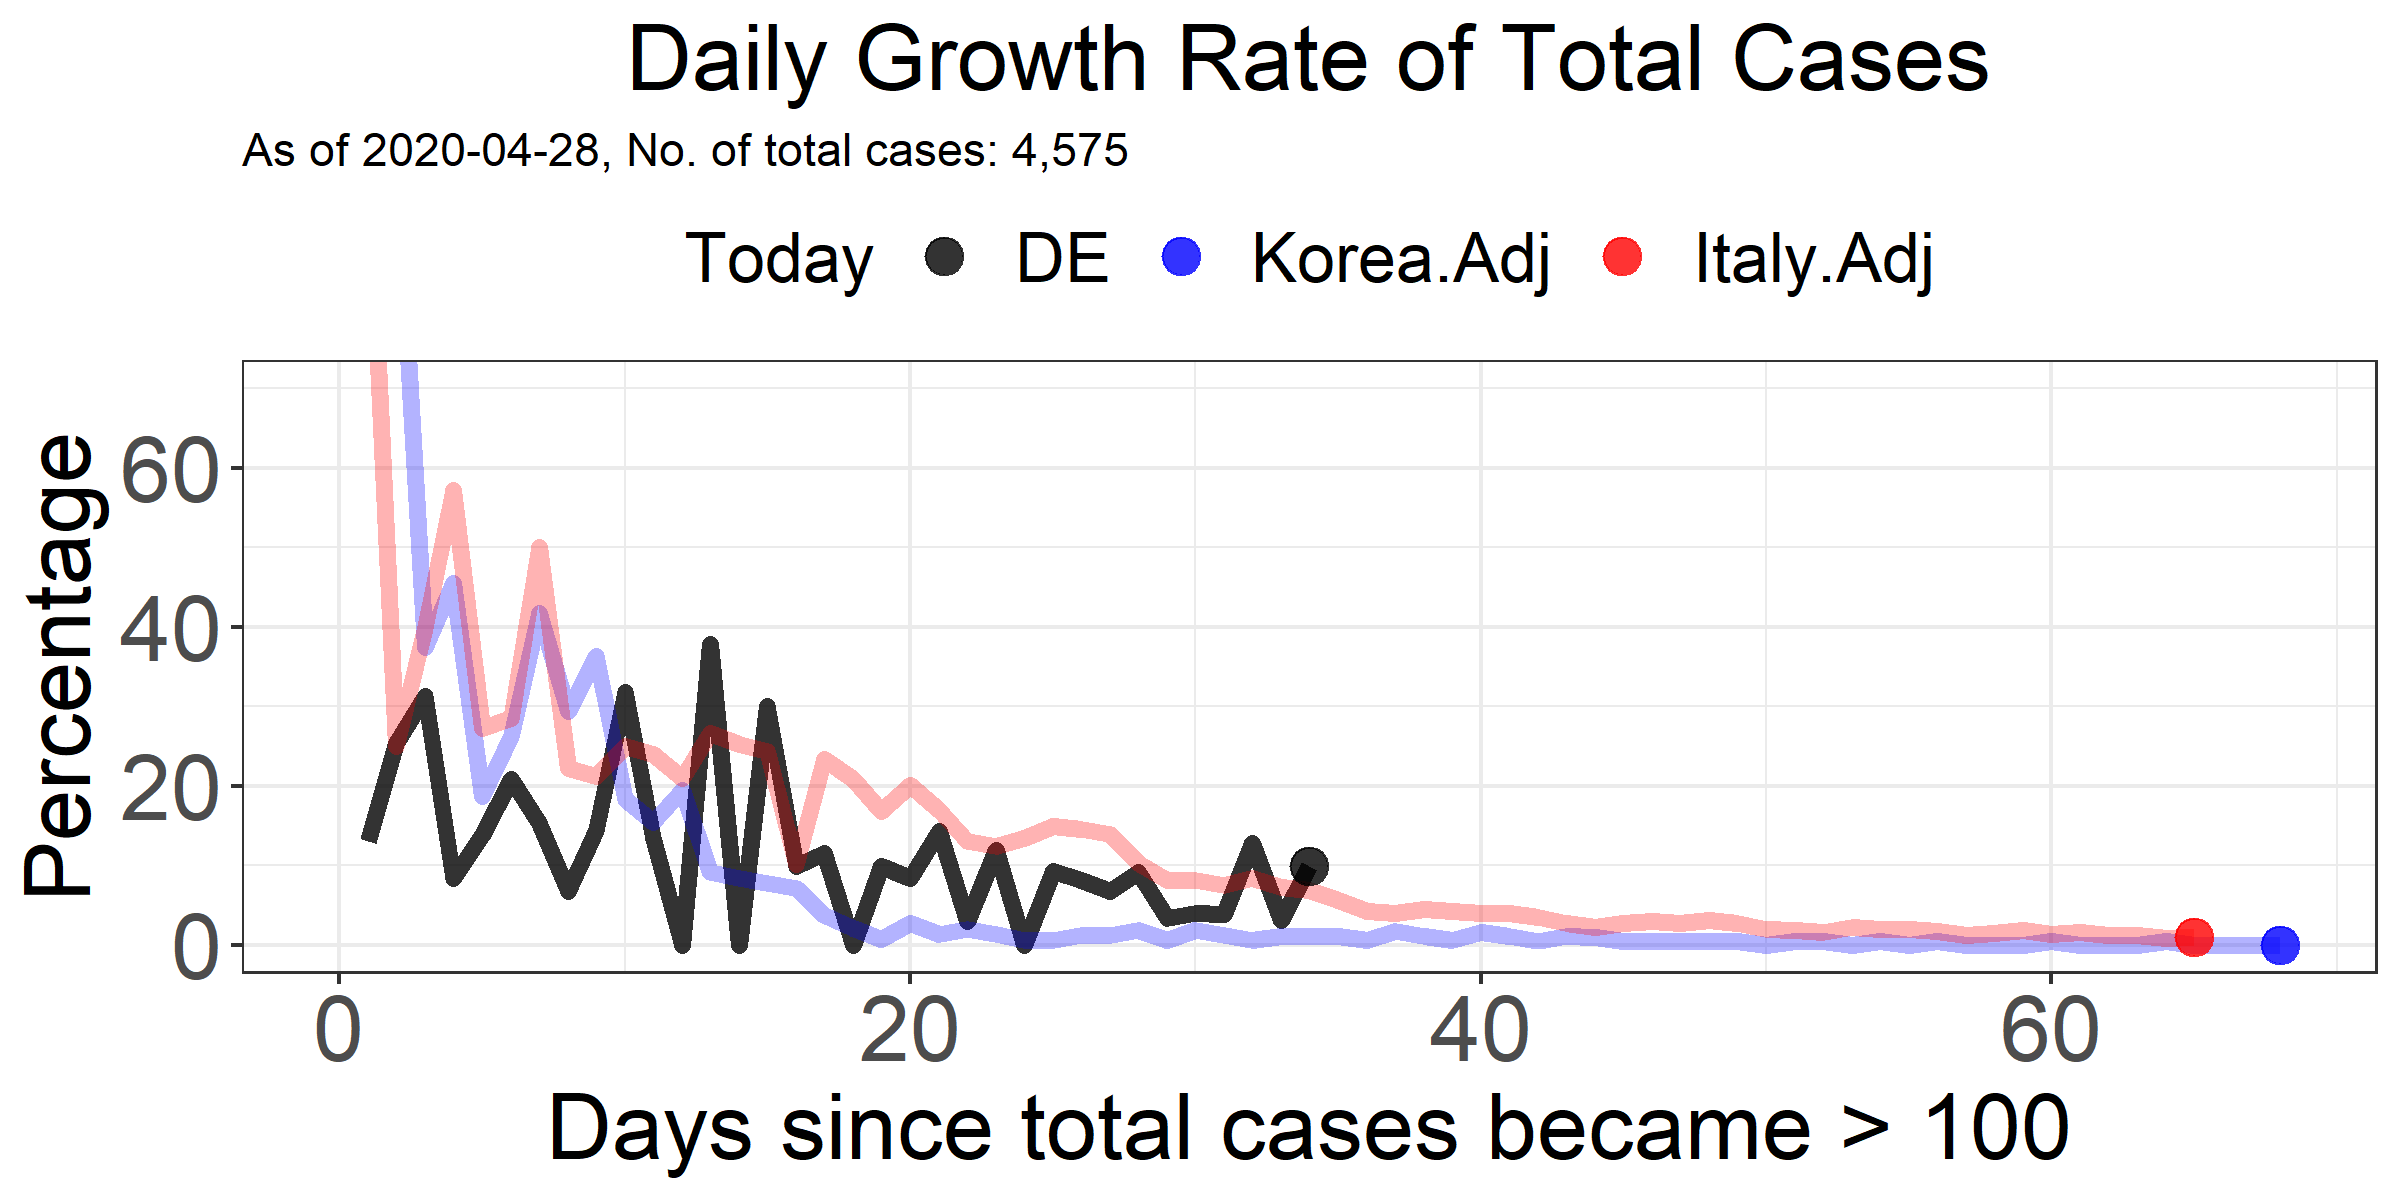 Daily Growth Rate of Total Cases
As of 2020-04-28, No. of total cases: 4,575
Today DE Korea.Adj Italy.Adj
Percentage
60
40
20
0
0 20 40 60
Days since total cases became > 100